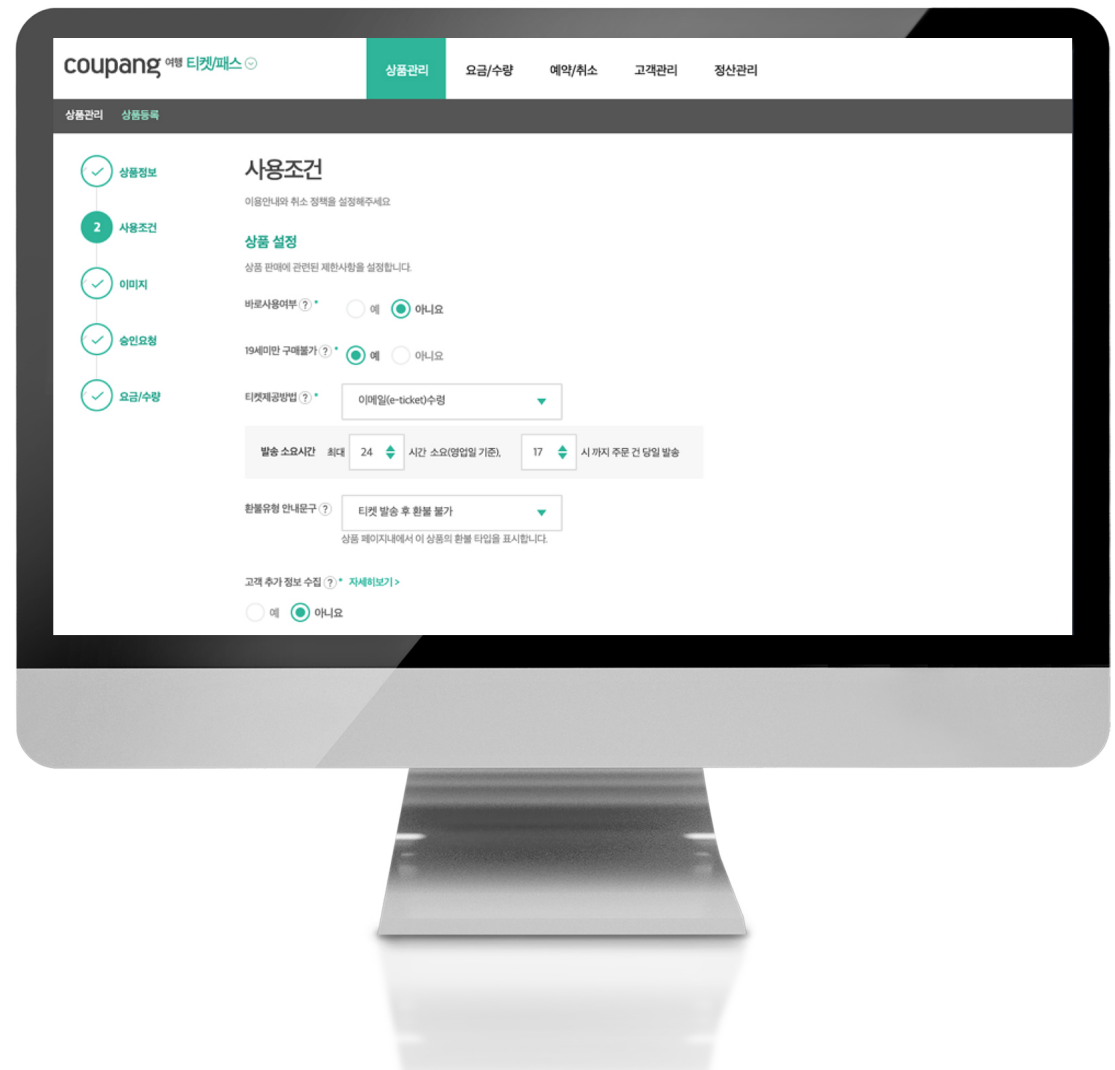 coupang 여행 티켓/패스
상품관리 요금/수량 예약/취소 고객관리 정산관리
상품관리 상품등록
상품정보
2 사용조건
이미지
승인요청
요금/수량
사용조건
이용안내와 취소 정책을 설정해주세요
상품 설정
상품 판매에 관련된 제한사항을 설정합니다.
바로사용여부 ? * 예 아니요
19세미만 구매불가 ? * 예 아니요
티켓제공방법 ? * 이메일(e-ticket)수령
발송 소요시간 최대 24 시간 소요(영업일 기준), 17 시 까지 주문 건 당일 발송
환불유형 안내문구 ? 티켓 발송 후 환불 불가
상품 페이지내에서 이 상품의 환불 타입을 표시합니다.
고객 추가 정보 수집 ? * 자세히보기 >
예 아니요